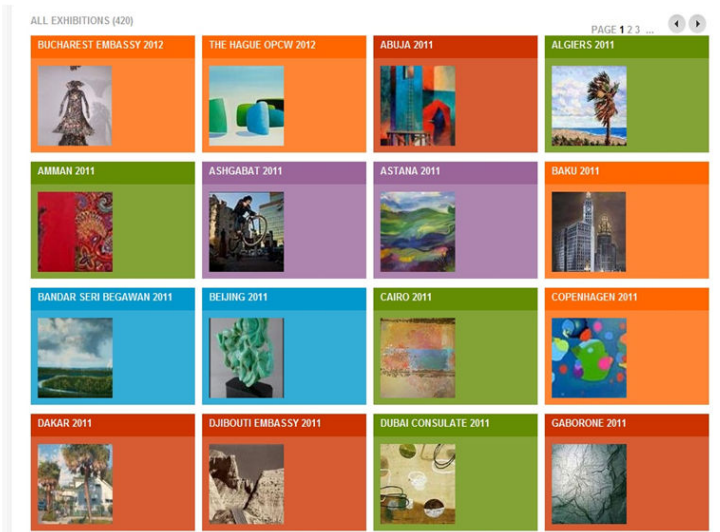 ALL EXHIBITIONS (420)
PAGE 1 2 3 ...
BUCHAREST EMBASSY 2012
THE HAGUE OPCW 2012
ABUJA 2011
ALGIERS 2011
AMMAN 2011
ASHGABAT 2011
ASTANA 2011
BAKU 2011
BANDAR SERI BEGAWAN 2011
BEIJING 2011
CAIRO 2011
COPENHAGEN 2011
DAKAR 2011
DJIBOUTI EMBASSY 2011
DUBAI CONSULATE 2011
GABORONE 2011